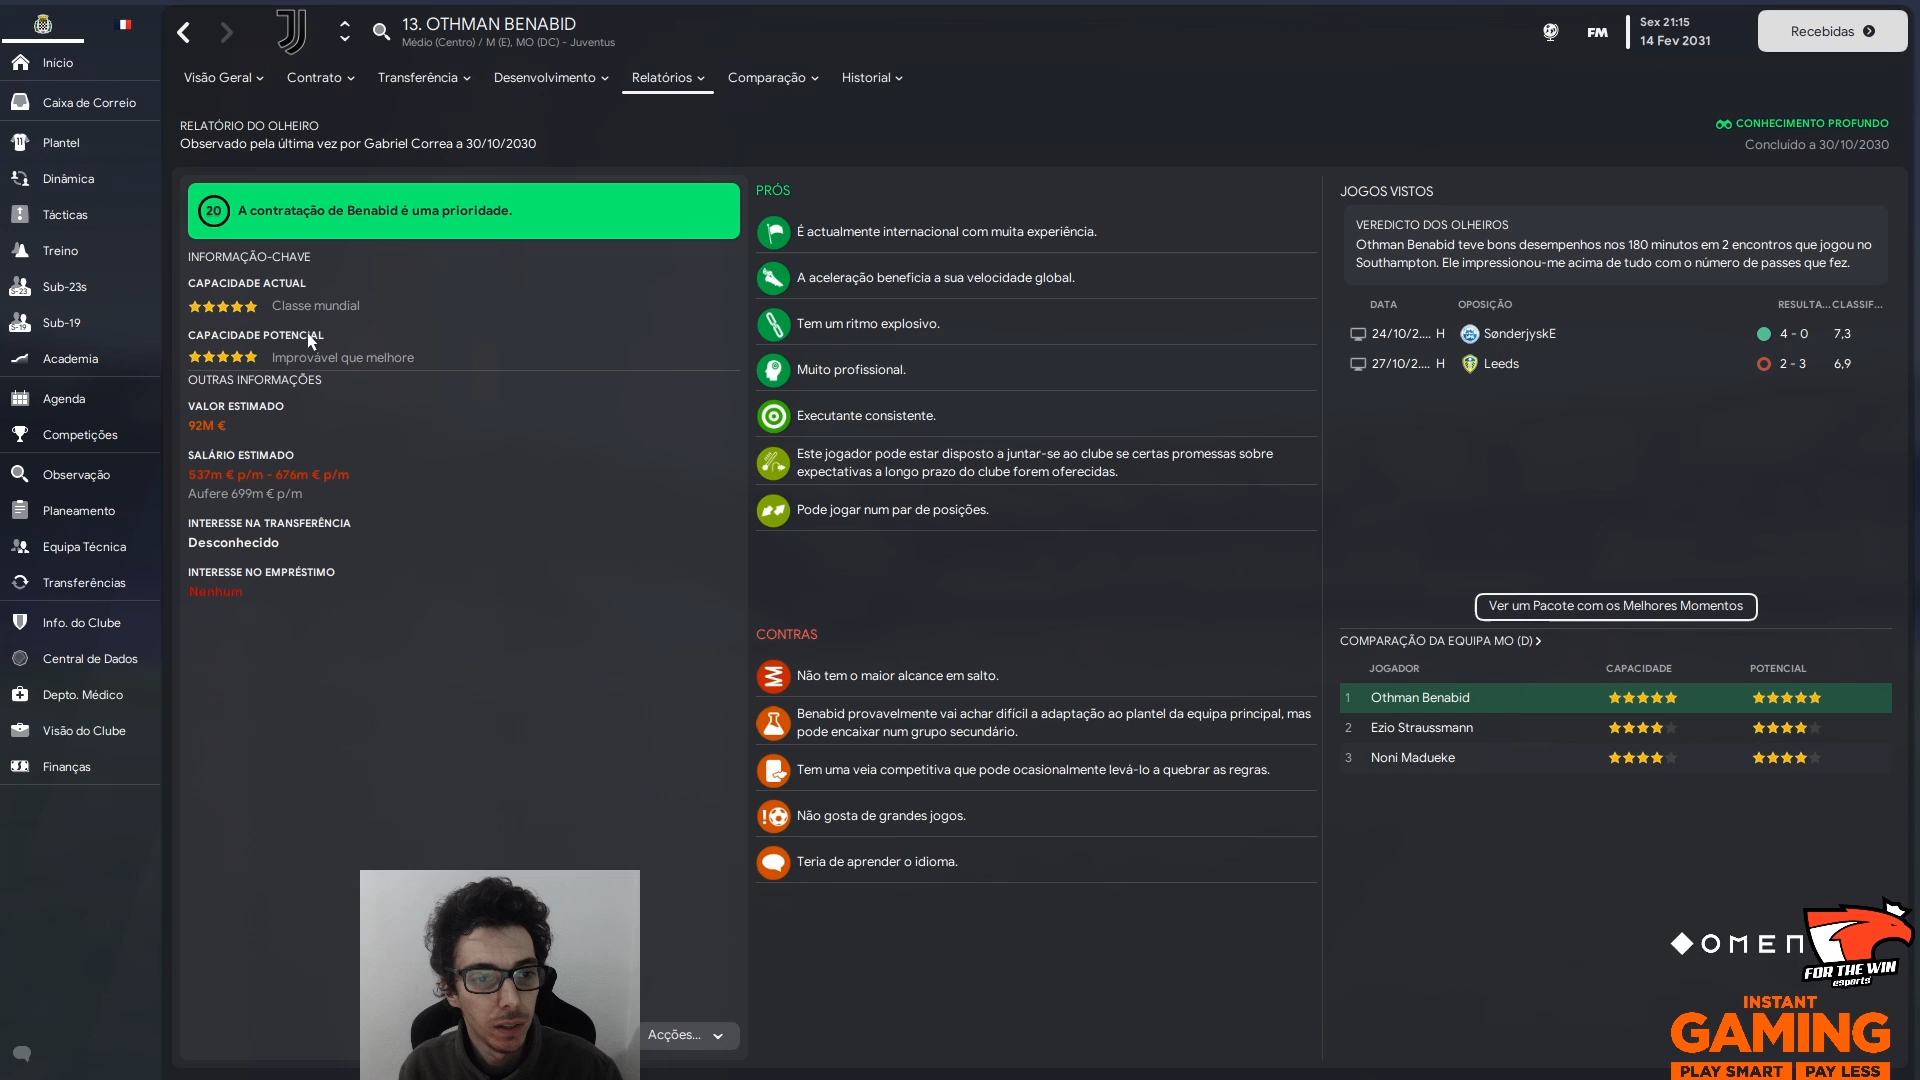 13. OTHMAN BENABID
Médio (Centro) / M (E), MO (DC) - Juventus
FM
Sex 21:15
14 Fev 2031
Recebidas
Visão Geral
Contrato
Transferência
Desenvolvimento
Relatórios
Comparação
Historial
Início
Caixa de Correio
Plantel
Dinâmica
Tácticas
Treino
Sub-23s
Sub-19
Academia
Agenda
Competições
Observação
Planeamento
Equipa Técnica
Transferências
Info. do Clube
Central de Dados
Depto. Médico
Visão do Clube
Finanças
RELATÓRIO DO OLHEIRO
Observado pela última vez por Gabriel Correa a 30/10/2030
CONHECIMENTO PROFUNDO
Concluído a 30/10/2030
20 A contratação de Benabid é uma prioridade.
INFORMAÇÃO-CHAVE
CAPACIDADE ACTUAL
Classe mundial
CAPACIDADE POTENCIAL
Improvável que melhore
OUTRAS INFORMAÇÕES
VALOR ESTIMADO
92M €
SALÁRIO ESTIMADO
537m € p/m - 676m € p/m
Aufere 699m € p/m
INTERESSE NA TRANSFERÊNCIA
Desconhecido
INTERESSE NO EMPRÉSTIMO
Nenhum
Acções...
PRÓS
É actualmente internacional com muita experiência.
A aceleração beneficia a sua velocidade global.
Tem um ritmo explosivo.
Muito profissional.
Executante consistente.
Este jogador pode estar disposto a juntar-se ao clube se certas promessas sobre
expectativas a longo prazo do clube forem oferecidas.
Pode jogar num par de posições.
CONTRAS
Não tem o maior alcance em salto.
Benabid provavelmente vai achar difícil a adaptação ao plantel da equipa principal, mas
pode encaixar num grupo secundário.
Tem uma veia competitiva que pode ocasionalmente levá-lo a quebrar as regras.
Não gosta de grandes jogos.
Teria de aprender o idioma.
JOGOS VISTOS
VEREDICTO DOS OLHEIROS
Othman Benabid teve bons desempenhos nos 180 minutos em 2 encontros que jogou no
Southampton. Ele impressionou-me acima de tudo com o número de passes que fez.
DATA OPOSIÇÃO RESULTA... CLASSIF...
24/10/2.... H SønderjyskE 4 - 0 7,3
27/10/2.... H Leeds 2 - 3 6,9
Ver um Pacote com os Melhores Momentos
COMPARAÇÃO DA EQUIPA MO (D)
JOGADOR CAPACIDADE POTENCIAL
1 Othman Benabid
2 Ezio Straussmann
3 Noni Madueke
OMEN
FOR THE WIN
esports
INSTANT
GAMING
PLAY SMART PAY LESS